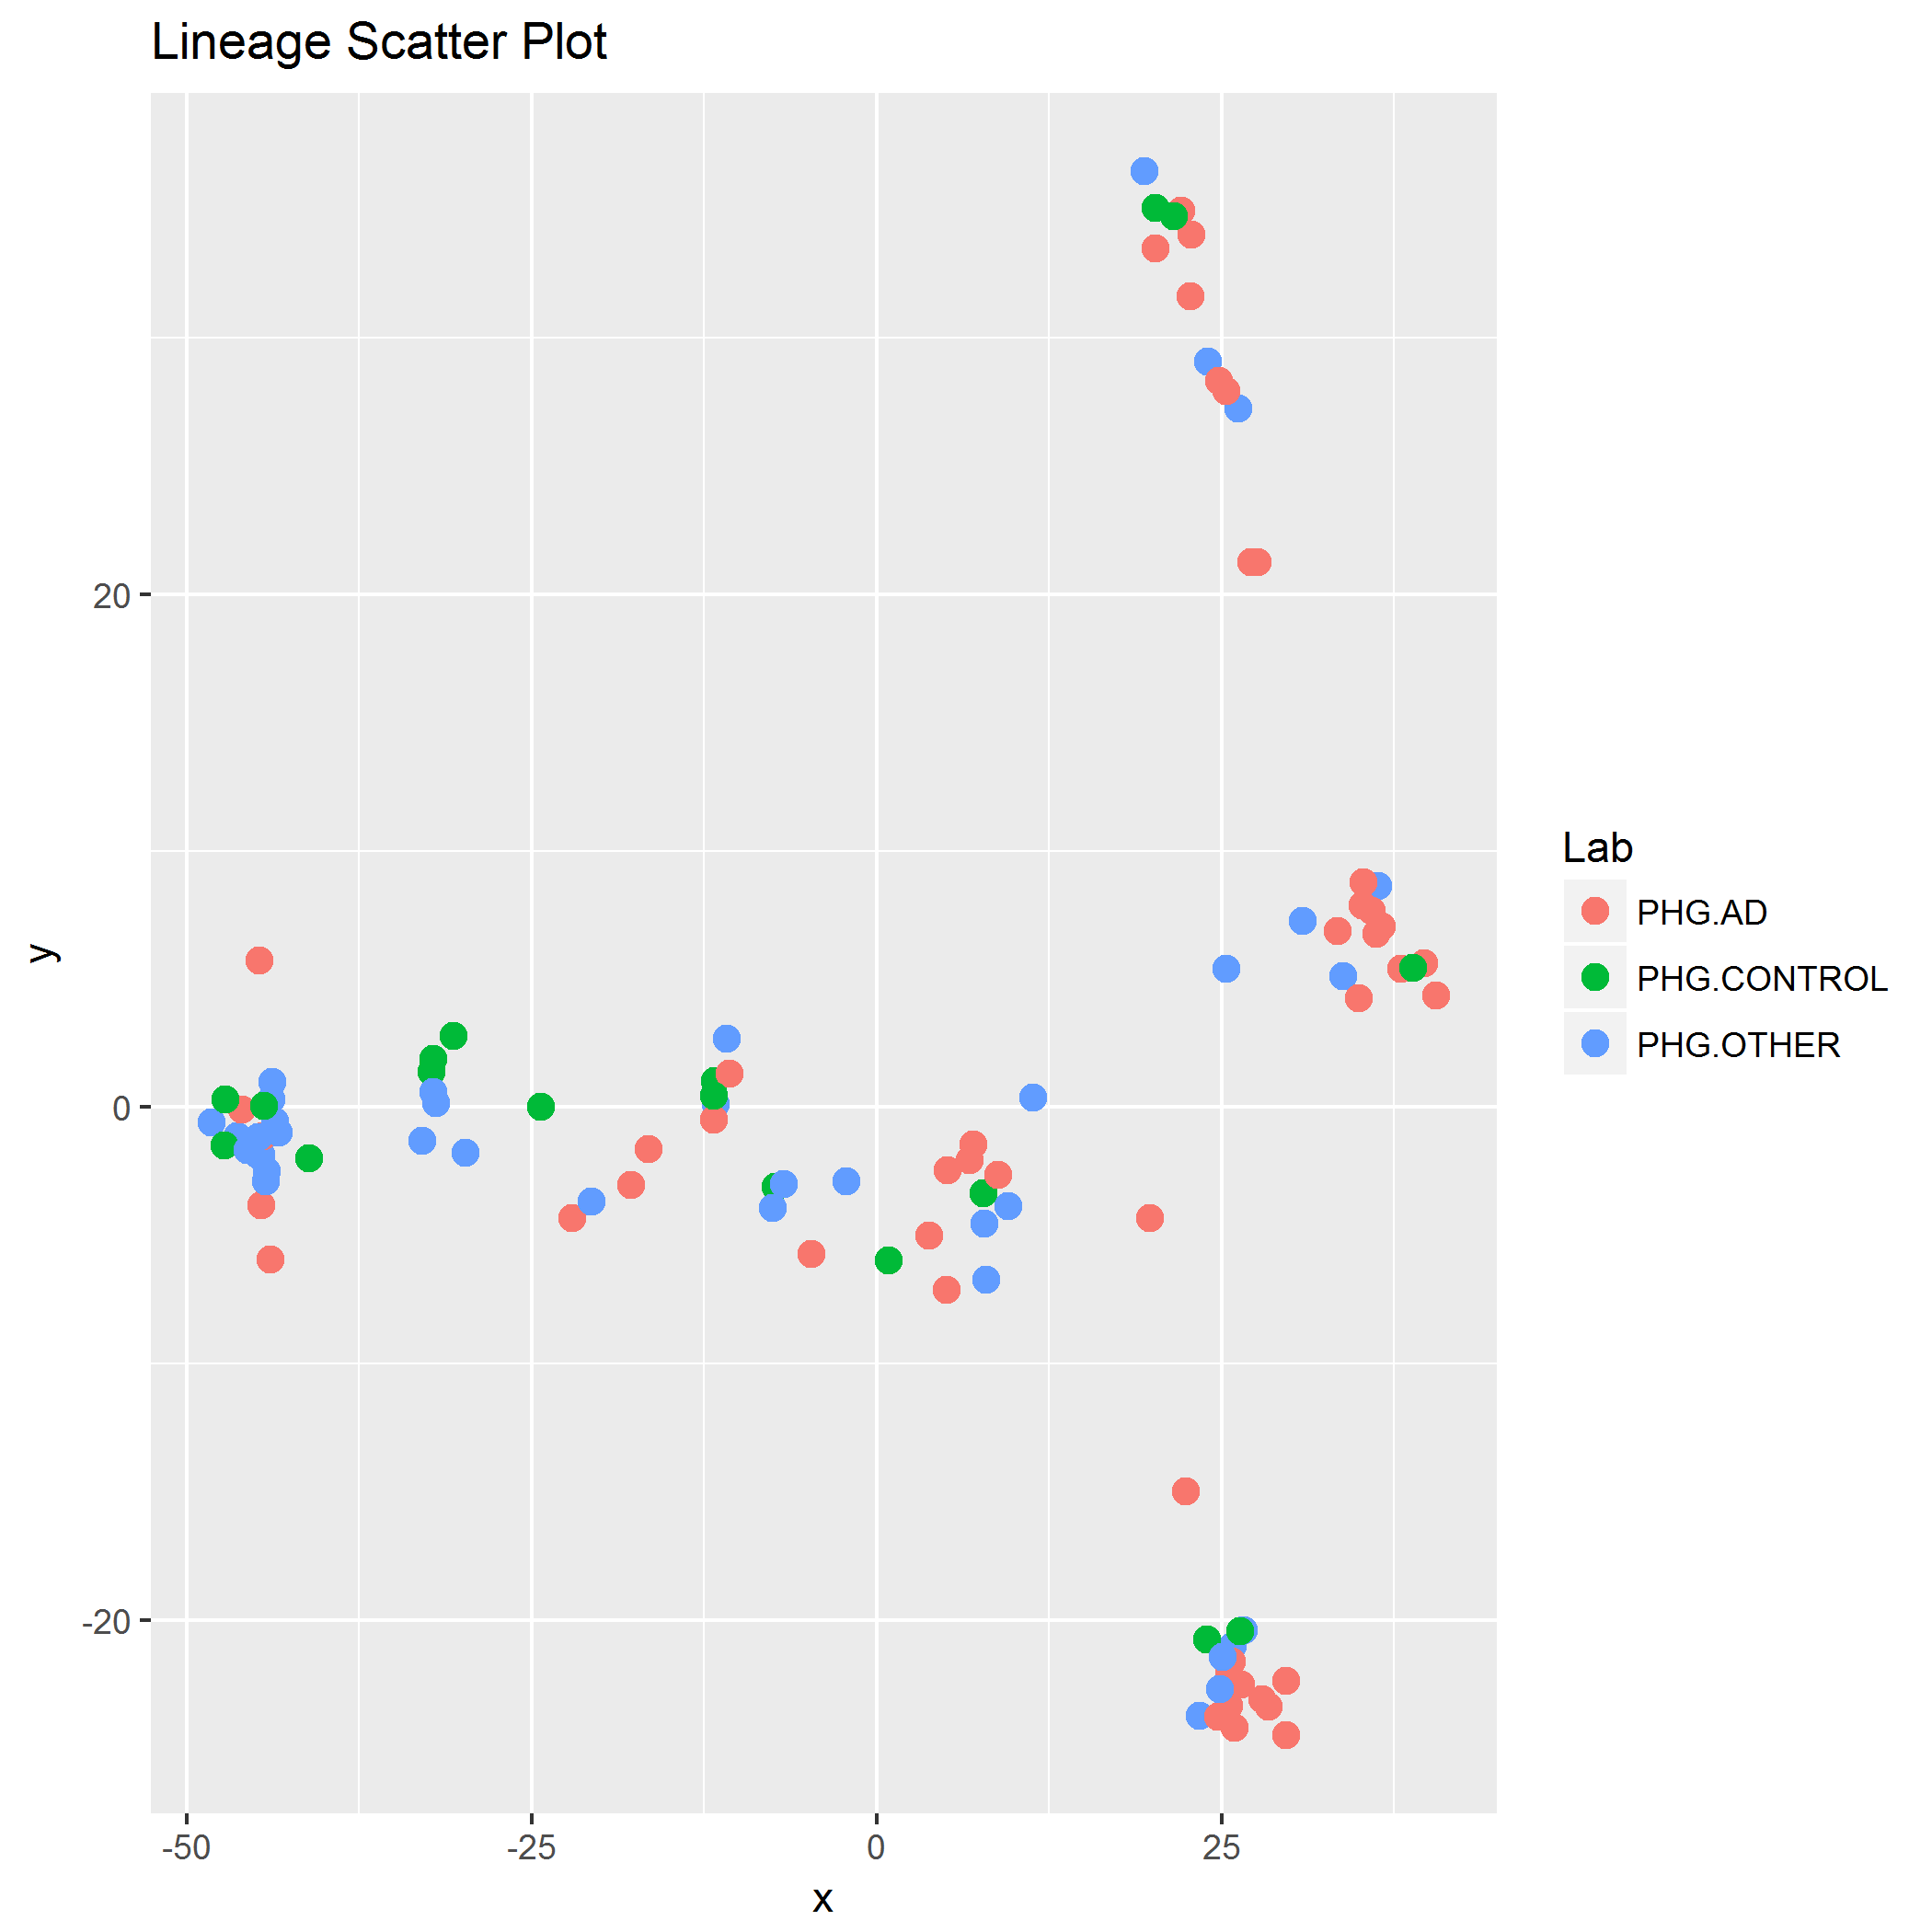 Lineage Scatter Plot
20
0
-20
y
-50 -25 0 25
x
Lab
PHG.AD
PHG.CONTROL
PHG.OTHER